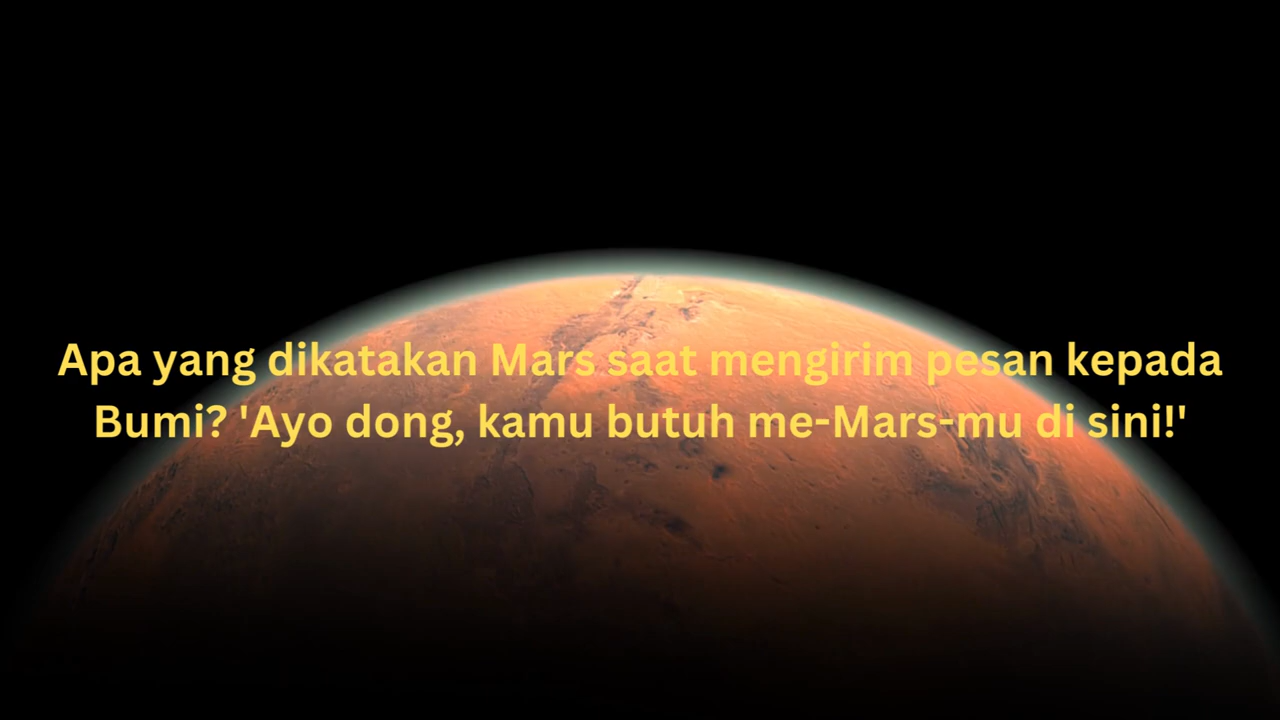 Apa yang dikatakan Mars saat mengirim pesan kepada
Bumi? 'Ayo dong, kamu butuh me-Mars-mu di sini!'